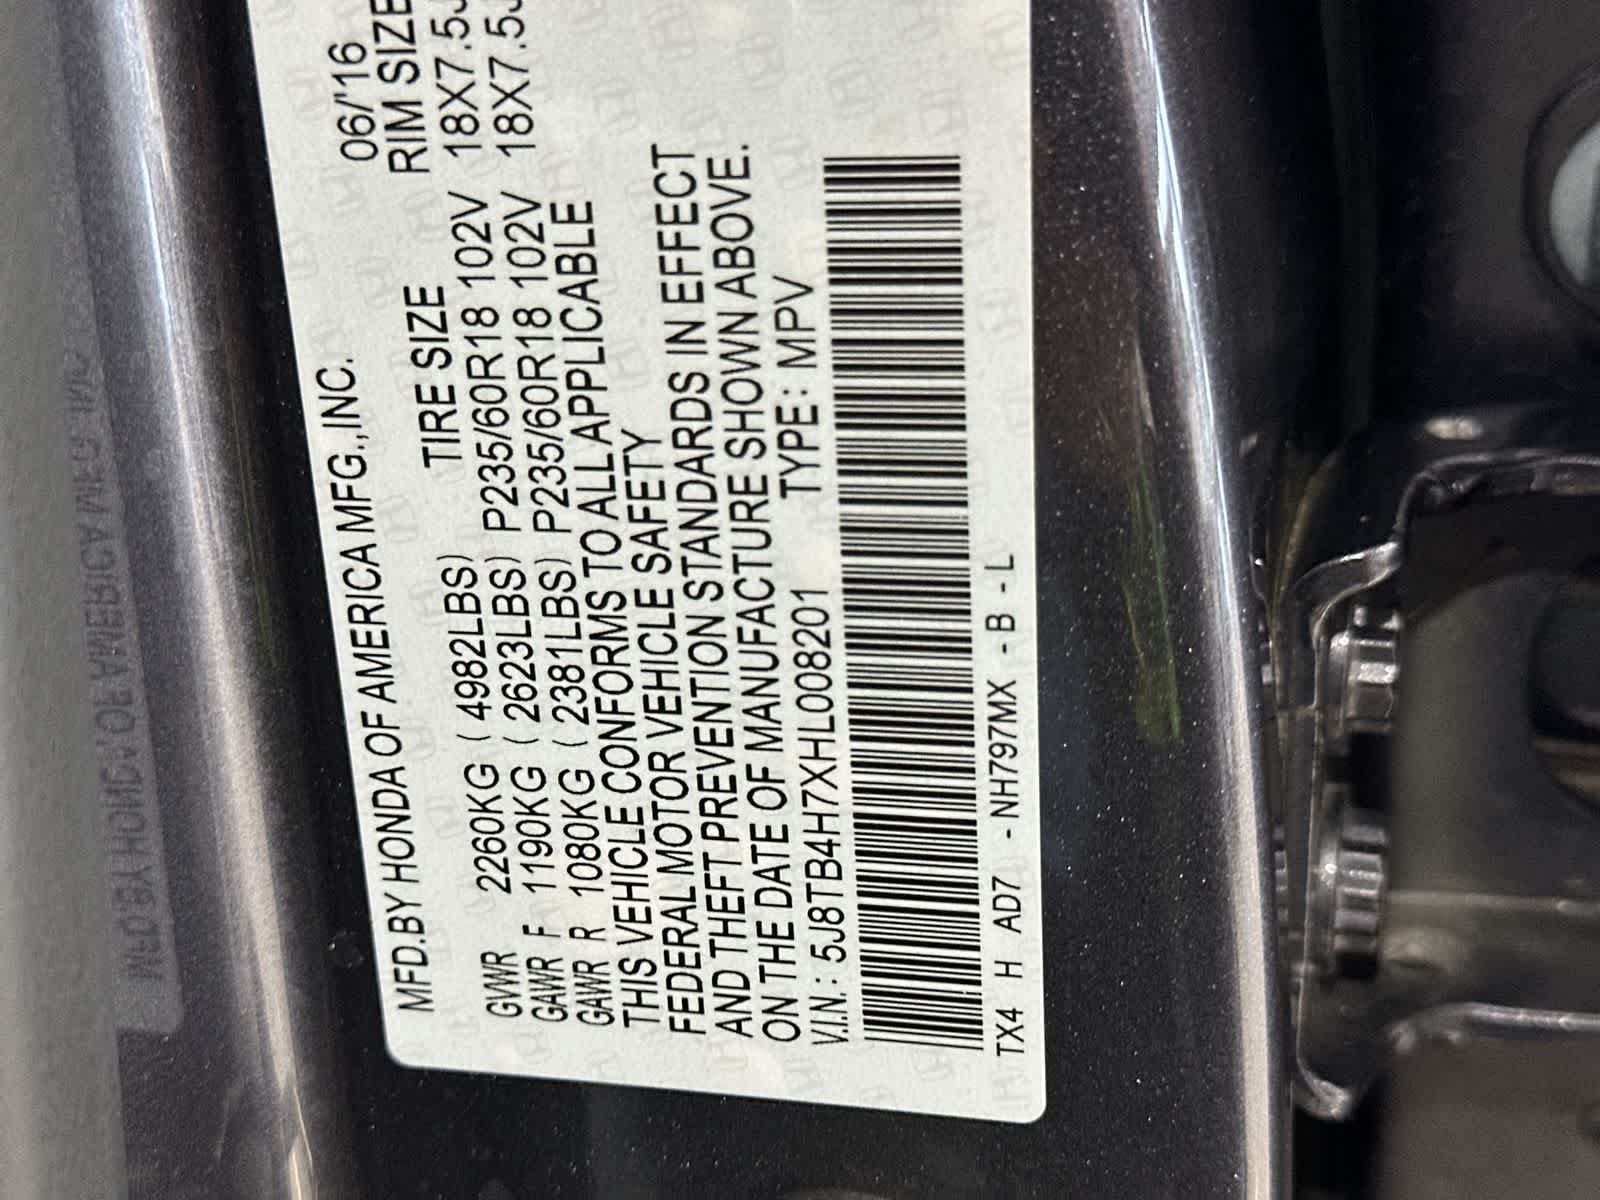 MFD.BY HONDA OF AMERICA MFG.,INC. 06/'16
TIRE SIZE RIM SIZE
GVWR 2260KG ( 4982LBS)
GAWR F 1190KG ( 2623LBS) P235/60R18 102V 18X7.5J
GAWR R 1080KG ( 2381LBS) P235/60R18 102V 18X7.5J
THIS VEHICLE CONFORMS TO ALL APPLICABLE
FEDERAL MOTOR VEHICLE SAFETY
AND THEFT PREVENTION STANDARDS IN EFFECT
ON THE DATE OF MANUFACTURE SHOWN ABOVE.
V.I.N.: 5J8TB4H7XHL008201 TYPE: MPV
TX4 H AD7 - NH797MX - B - L